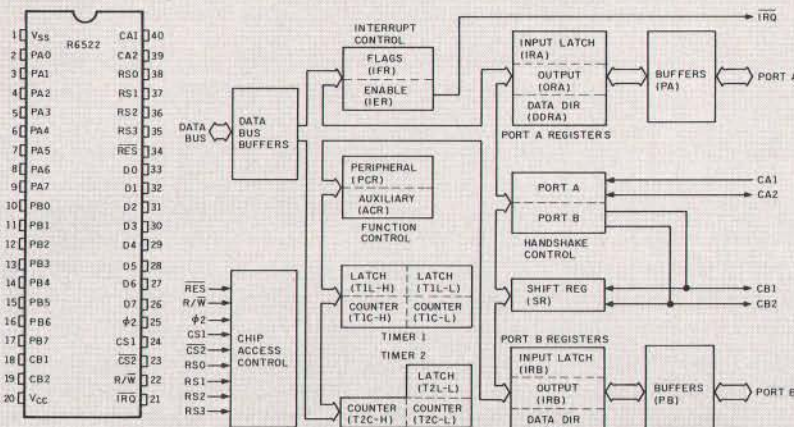 R6522
1 VSS CA1 40
2 PA0 CA2 39
3 PA1 RS0 38
4 PA2 RS1 37
5 PA3 RS2 36
6 PA4 RS3 35
7 PA5 RES 34
8 PA6 D0 33
9 PA7 D1 32
10 PB0 D2 31
11 PB1 D3 30
12 PB2 D4 29
13 PB3 D5 28
14 PB4 D6 27
15 PB5 D7 26
16 PB6 ϕ2 25
17 PB7 CS1 24
18 CB1 CS2 23
19 CB2 R/W 22
20 VCC IRQ 21
DATA
BUS
DATA
BUS
BUFFERS
RES
R/W
ϕ2
CS1
CS2
RS0
RS1
RS2
RS3
CHIP
ACCESS
CONTROL
INTERRUPT
CONTROL
FLAGS
(IFR)
ENABLE
(IER)
PERIPHERAL
(PCR)
AUXILIARY
(ACR)
FUNCTION
CONTROL
LATCH LATCH
(T1L-H) (T1L-L)
COUNTER COUNTER
(T1C-H) (T1C-L)
TIMER 1
TIMER 2
LATCH
(T2L-L)
COUNTER COUNTER
(T2C-H) (T2C-L)
IRQ
INPUT LATCH
(IRA)
OUTPUT
(ORA)
DATA DIR
(DDRA)
PORT A REGISTERS
BUFFERS
(PA)
PORT A
PORT A
PORT B
HANDSHAKE
CONTROL
CA1
CA2
SHIFT REG
(SR)
CB1
CB2
PORT B REGISTERS
INPUT LATCH
(IRB)
OUTPUT
(IRB)
DATA DIR
BUFFERS
(PB)
PORT B